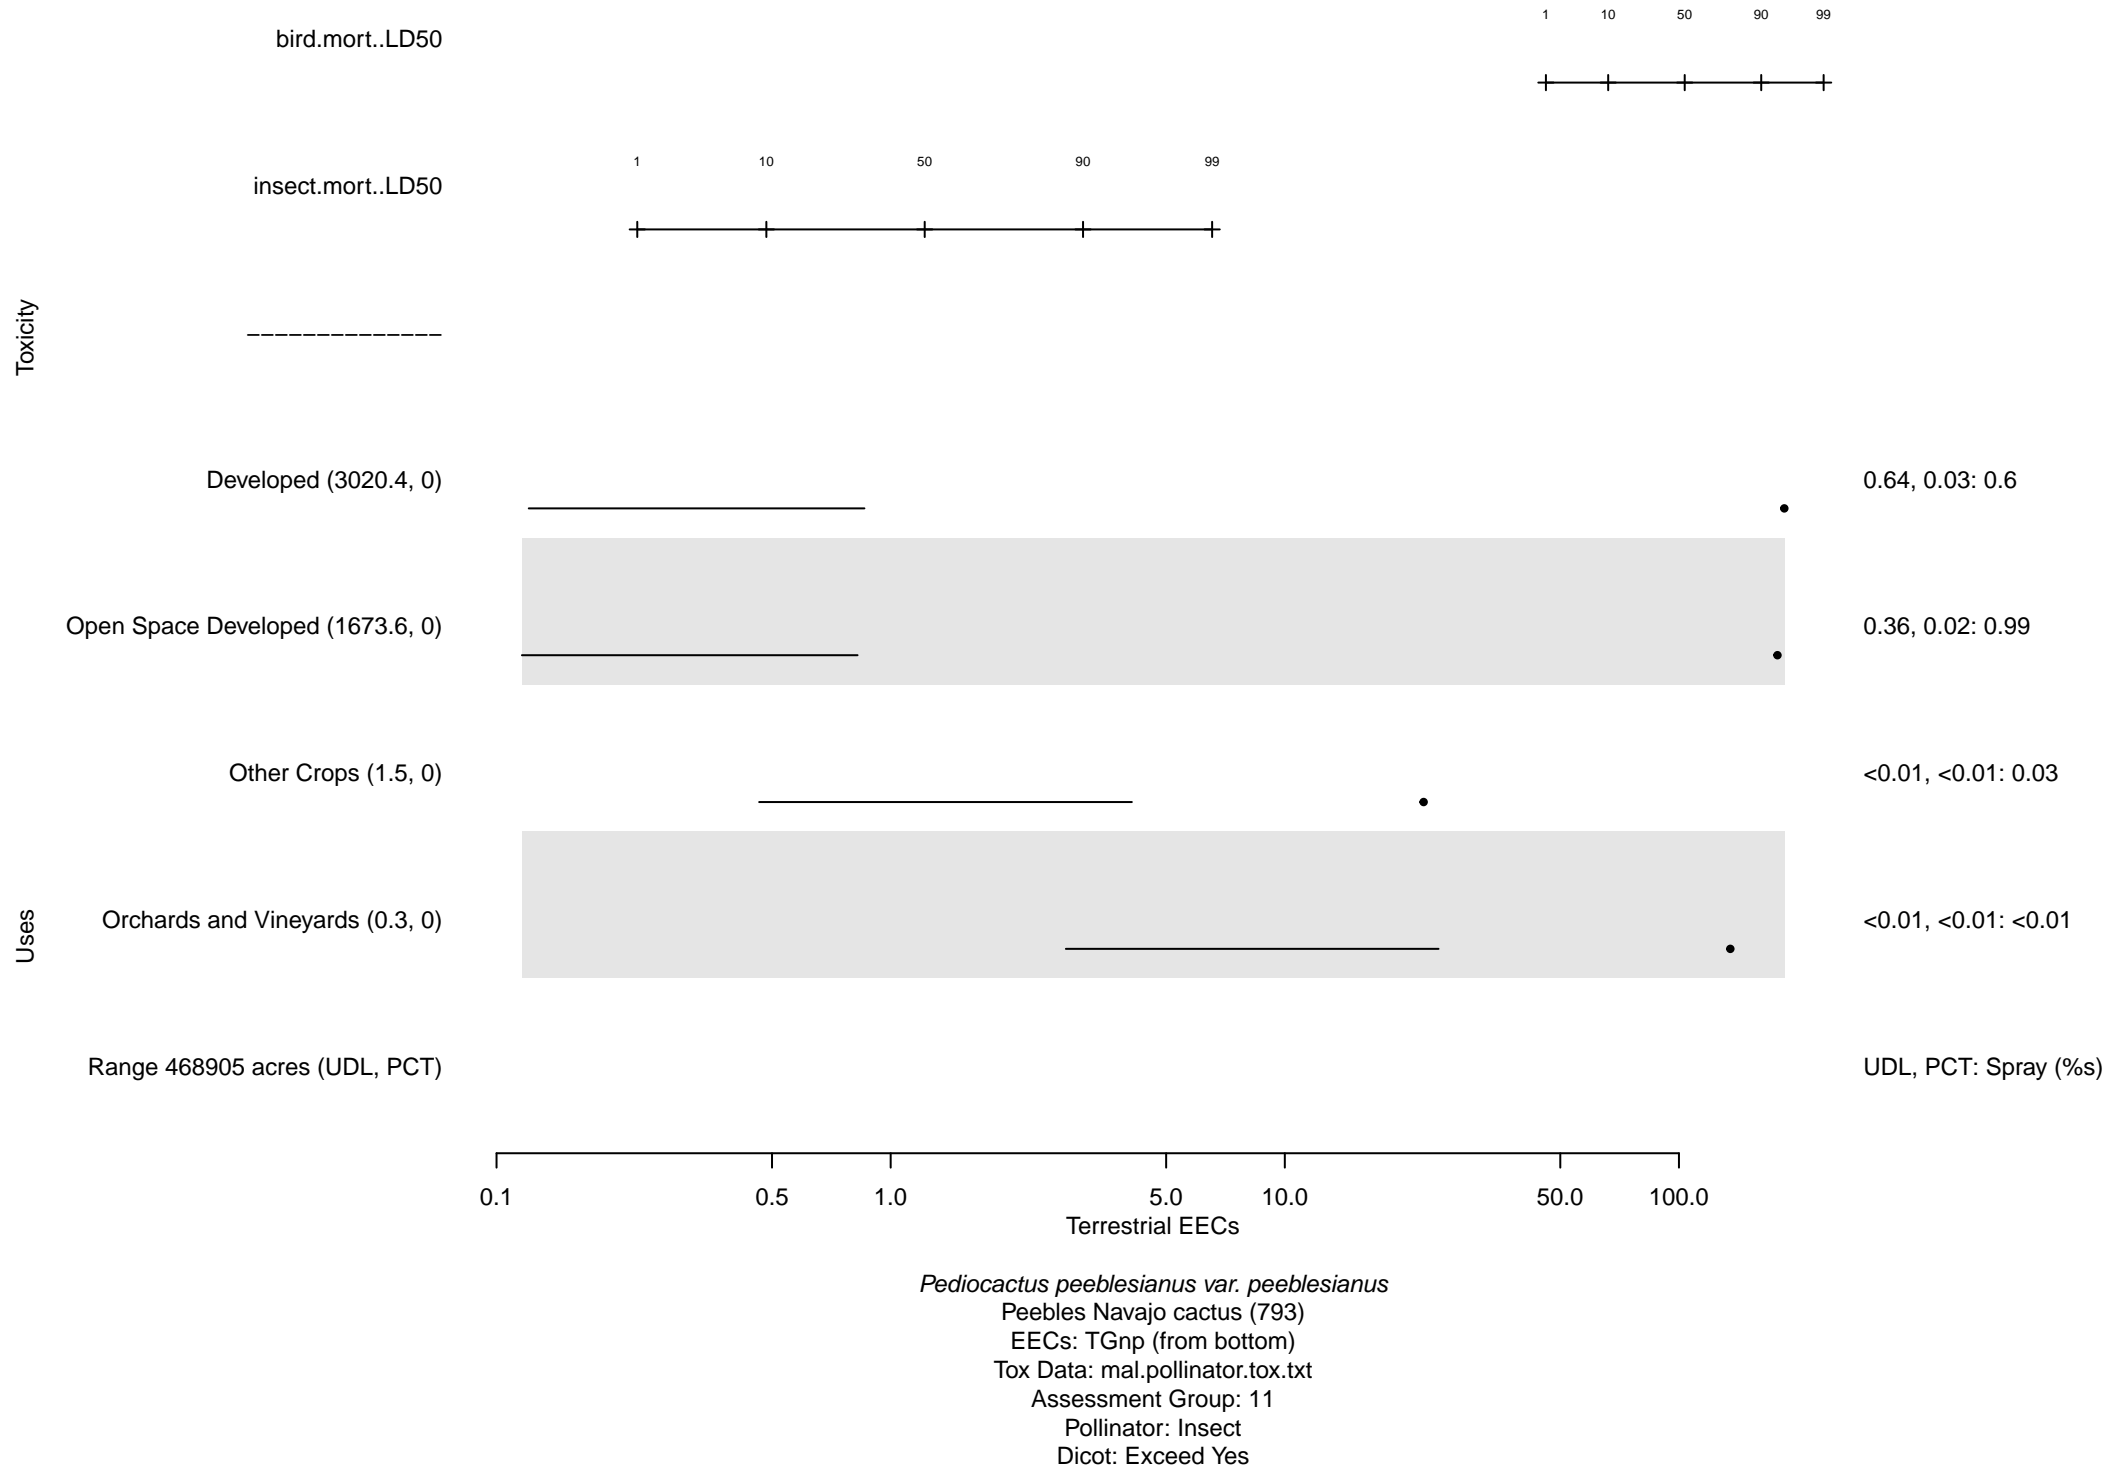 1 10 50 90 99
bird.mort..LD50
1 10 50 90 99
insect.mort..LD50
Toxicity
––––––––––––––
Developed (3020.4, 0) 0.64, 0.03: 0.6
Open Space Developed (1673.6, 0) 0.36, 0.02: 0.99
Other Crops (1.5, 0) <0.01, <0.01: 0.03
Orchards and Vineyards (0.3, 0) <0.01, <0.01: <0.01
Uses
Range 468905 acres (UDL, PCT) UDL, PCT: Spray (%s)
0.1 0.5 1.0 5.0 10.0 50.0 100.0
Terrestrial EECs
Pediocactus peeblesianus var. peeblesianus
Peebles Navajo cactus (793)
EECs: TGnp (from bottom)
Tox Data: mal.pollinator.tox.txt
Assessment Group: 11
Pollinator: Insect
Dicot: Exceed Yes